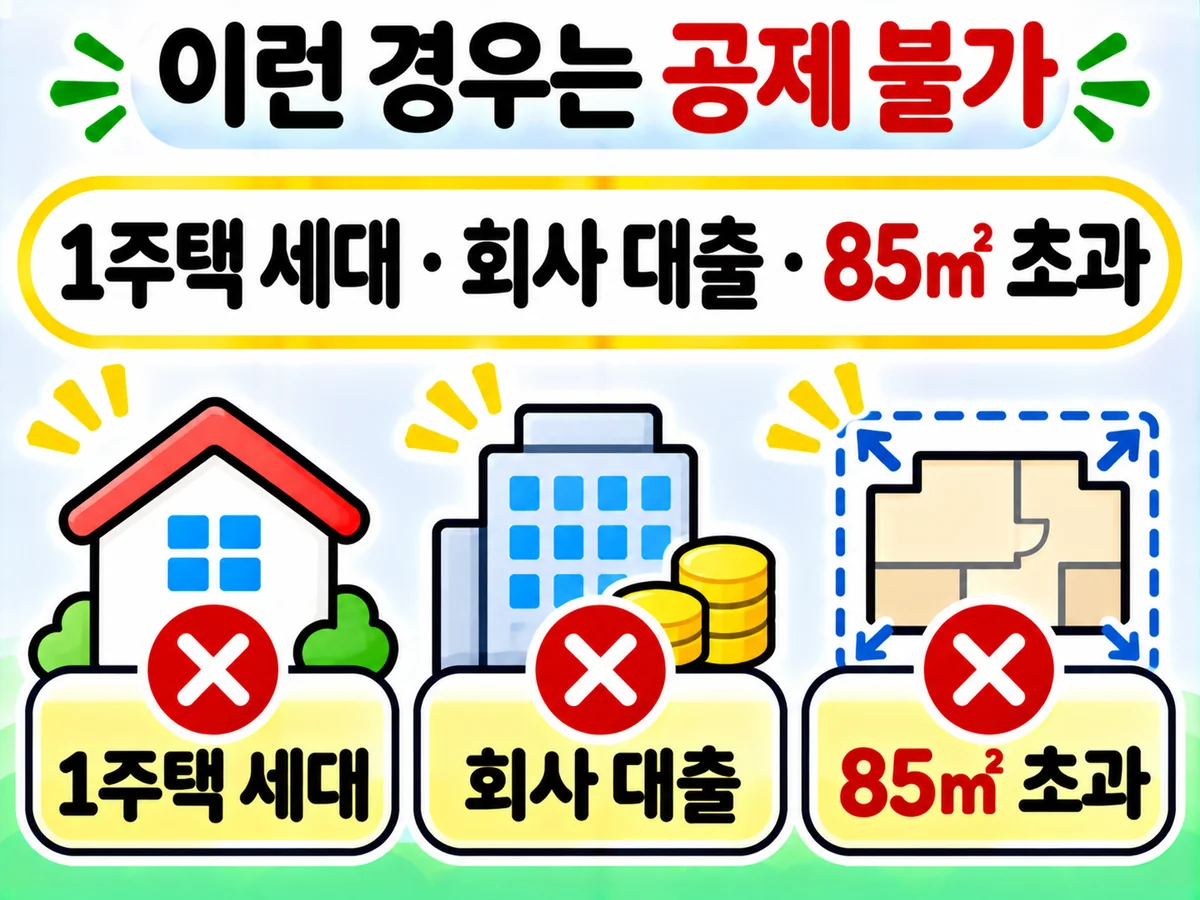 이런 경우는 공제 불가
1주택 세대 · 회사 대출 · 85㎡ 초과
1주택 세대
회사 대출
85㎡ 초과